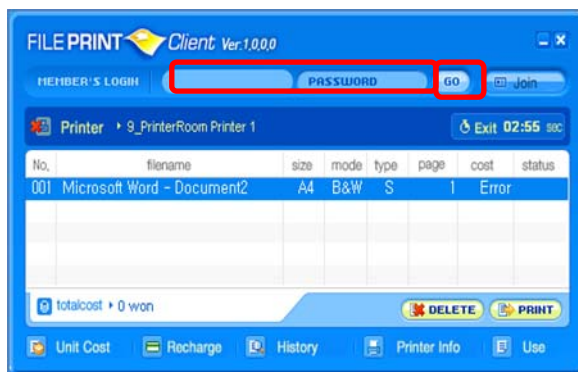 FILEPRINT Client Ver:1,0,0,0
MEMBER'S LOGIN PASSWORD GO Join
Printer 9_PrinterRoom Printer 1 Exit 02:55 sec
No, filename size mode type page cost status
001 Microsoft Word - Document2 A4 B&W S 1 Error
totalcost 0 won DELETE PRINT
Unit Cost Recharge History Printer Info Use